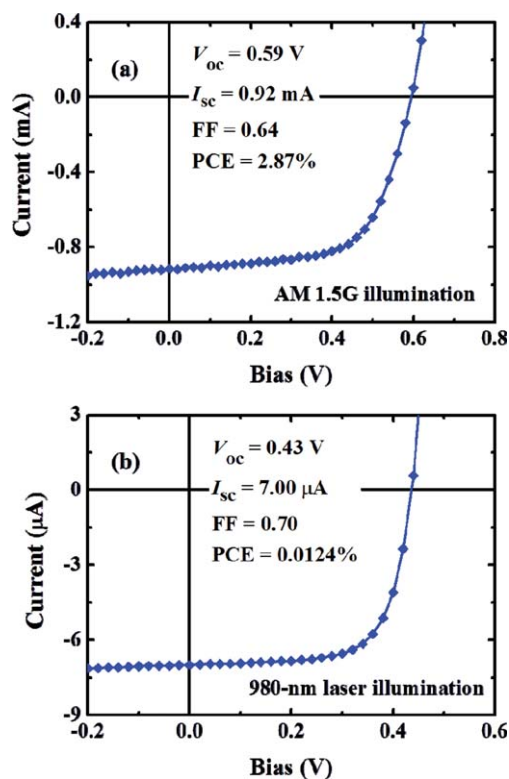 0.4
0.0
-0.4
-0.8
-1.2
Current (mA)
(a)
Voc = 0.59 V
Isc = 0.92 mA
FF = 0.64
PCE = 2.87%
AM 1.5G illumination
-0.2 0.0 0.2 0.4 0.6 0.8
Bias (V)
3
0
-3
-6
-9
Current (μA)
(b)
Voc = 0.43 V
Isc = 7.00 μA
FF = 0.70
PCE = 0.0124%
980-nm laser illumination
-0.2 0.0 0.2 0.4 0.6
Bias (V)